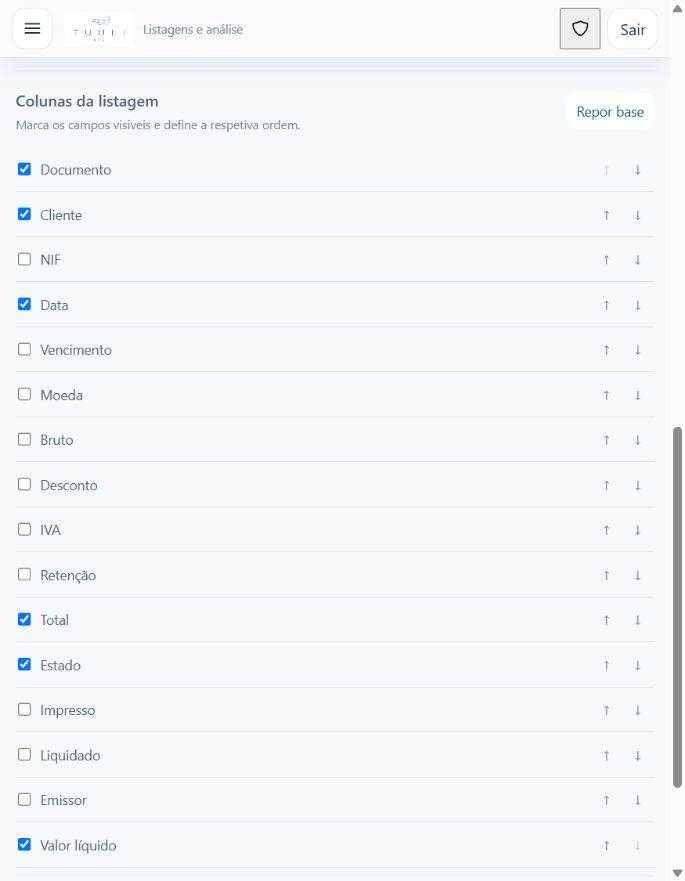 TUULI
Listagens e análise
Sair
Colunas da listagem
Marca os campos visiveis e define a respetiva ordem.
Repor base
Documento ↑ ↓
Cliente ↑ ↓
NIF ↑ ↓
Data ↑ ↓
Vencimento ↑ ↓
Moeda ↑ ↓
Bruto ↑ ↓
Desconto ↑ ↓
IVA ↑ ↓
Retenção ↑ ↓
Total ↑ ↓
Estado ↑ ↓
Impresso ↑ ↓
Liquidado ↑ ↓
Emissor ↑ ↓
Valor líquido ↑ ↓